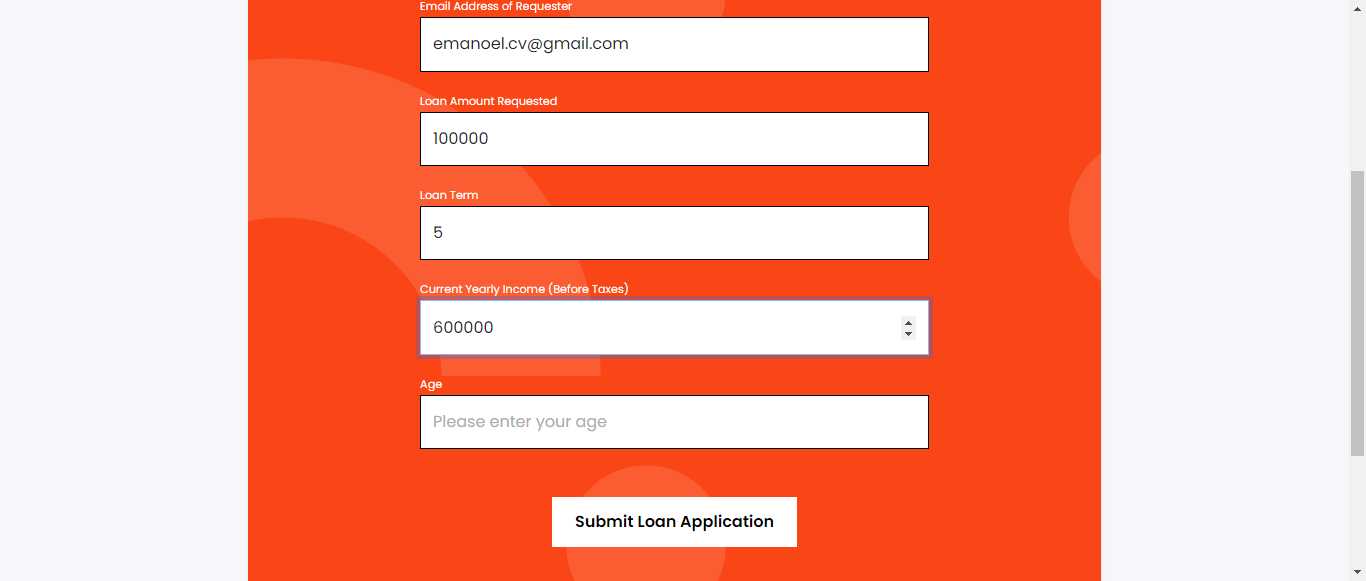 Email Address of Requester
emanoel.cv@gmail.com
Loan Amount Requested
100000
Loan Term
5
Current Yearly Income (Before Taxes)
600000
Age
Please enter your age
Submit Loan Application